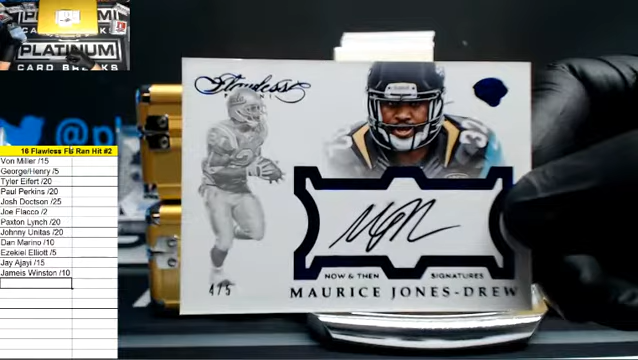 PLATINUM
CARD BREAKS
16 Flawless FB Ran Hit #2
Von Miller /15
George/Henry /5
Tyler Eifert /20
Paul Perkins /20
Josh Doctson /25
Joe Flacco /2
Paxton Lynch /20
Johnny Unitas /20
Dan Marino /10
Ezekiel Elliott /5
Jay Ajayi /15
Jameis Winston /10
@p
Flawless
PANINI
NOW & THEN SIGNATURES
4/5
MAURICE JONES-DREW